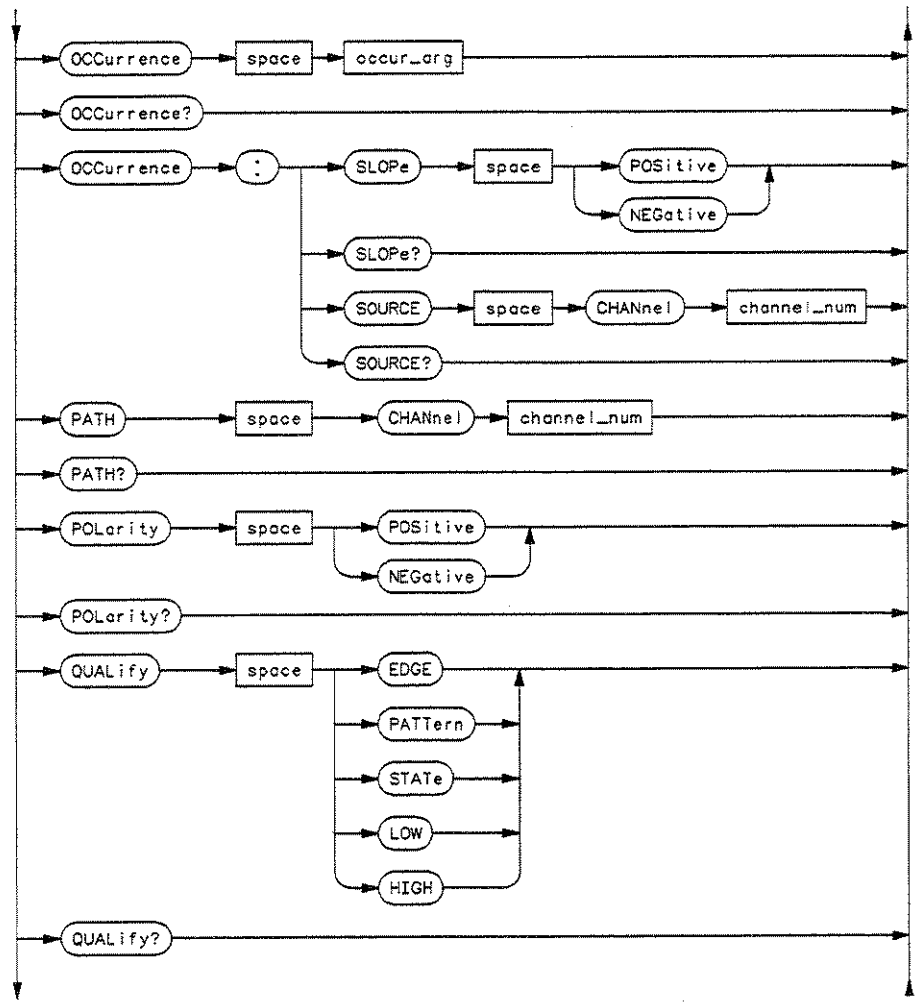 OCCurrence space occur_arg
OCCurrence?
OCCurrence : SLOPe space POSitive
NEGative
SLOPe?
SOURCE space CHANnel channel_num
SOURCE?
PATH space CHANnel channel_num
PATH?
POLarity space POSitive
NEGative
POLarity?
QUALify space EDGE
PATTern
STATe
LOW
HIGH
QUALify?